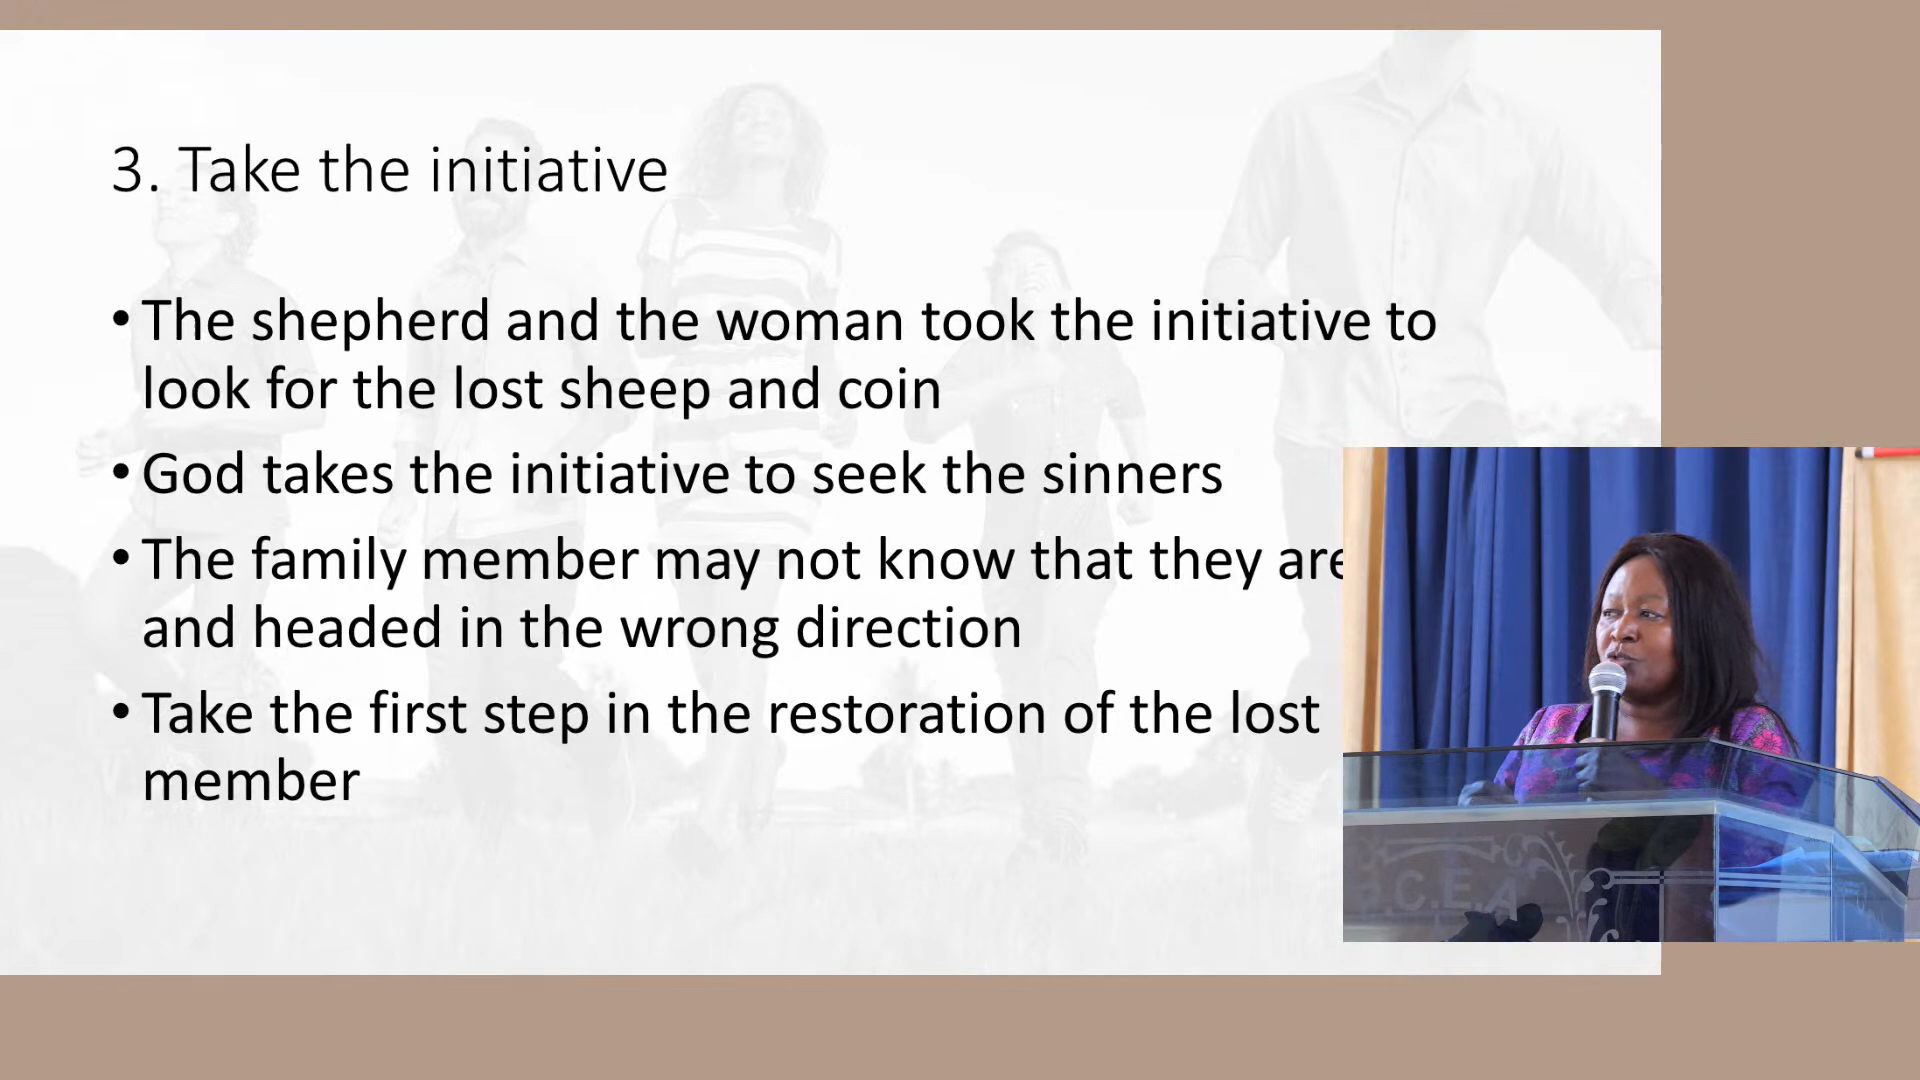 3. Take the initiative
• The shepherd and the woman took the initiative to
look for the lost sheep and coin
• God takes the initiative to seek the sinners
• The family member may not know that they are
and headed in the wrong direction
• Take the first step in the restoration of the lost
member
.C.E.A